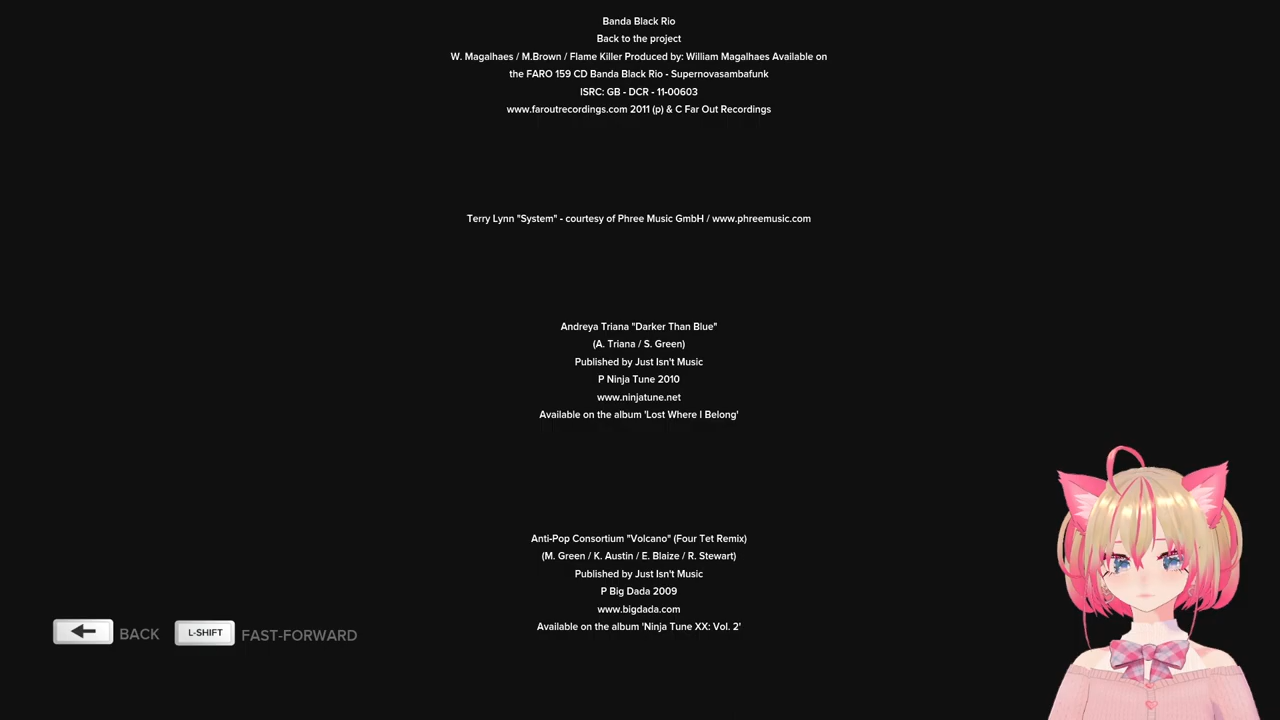 Banda Black Rio
Back to the project
W. Magalhaes / M.Brown / Flame Killer Produced by: William Magalhaes Available on
the FARO 159 CD Banda Black Rio - Supernovasambafunk
ISRC: GB - DCR - 11-00603
www.faroutrecordings.com 2011 (p) & C Far Out Recordings
Terry Lynn "System" - courtesy of Phree Music GmbH / www.phreemusic.com
Andreya Triana "Darker Than Blue"
(A. Triana / S. Green)
Published by Just Isn't Music
P Ninja Tune 2010
www.ninjatune.net
Available on the album 'Lost Where I Belong'
Anti-Pop Consortium "Volcano" (Four Tet Remix)
(M. Green / K. Austin / E. Blaize / R. Stewart)
Published by Just Isn't Music
P Big Dada 2009
www.bigdada.com
Available on the album 'Ninja Tune XX: Vol. 2'
BACK L-SHIFT FAST-FORWARD